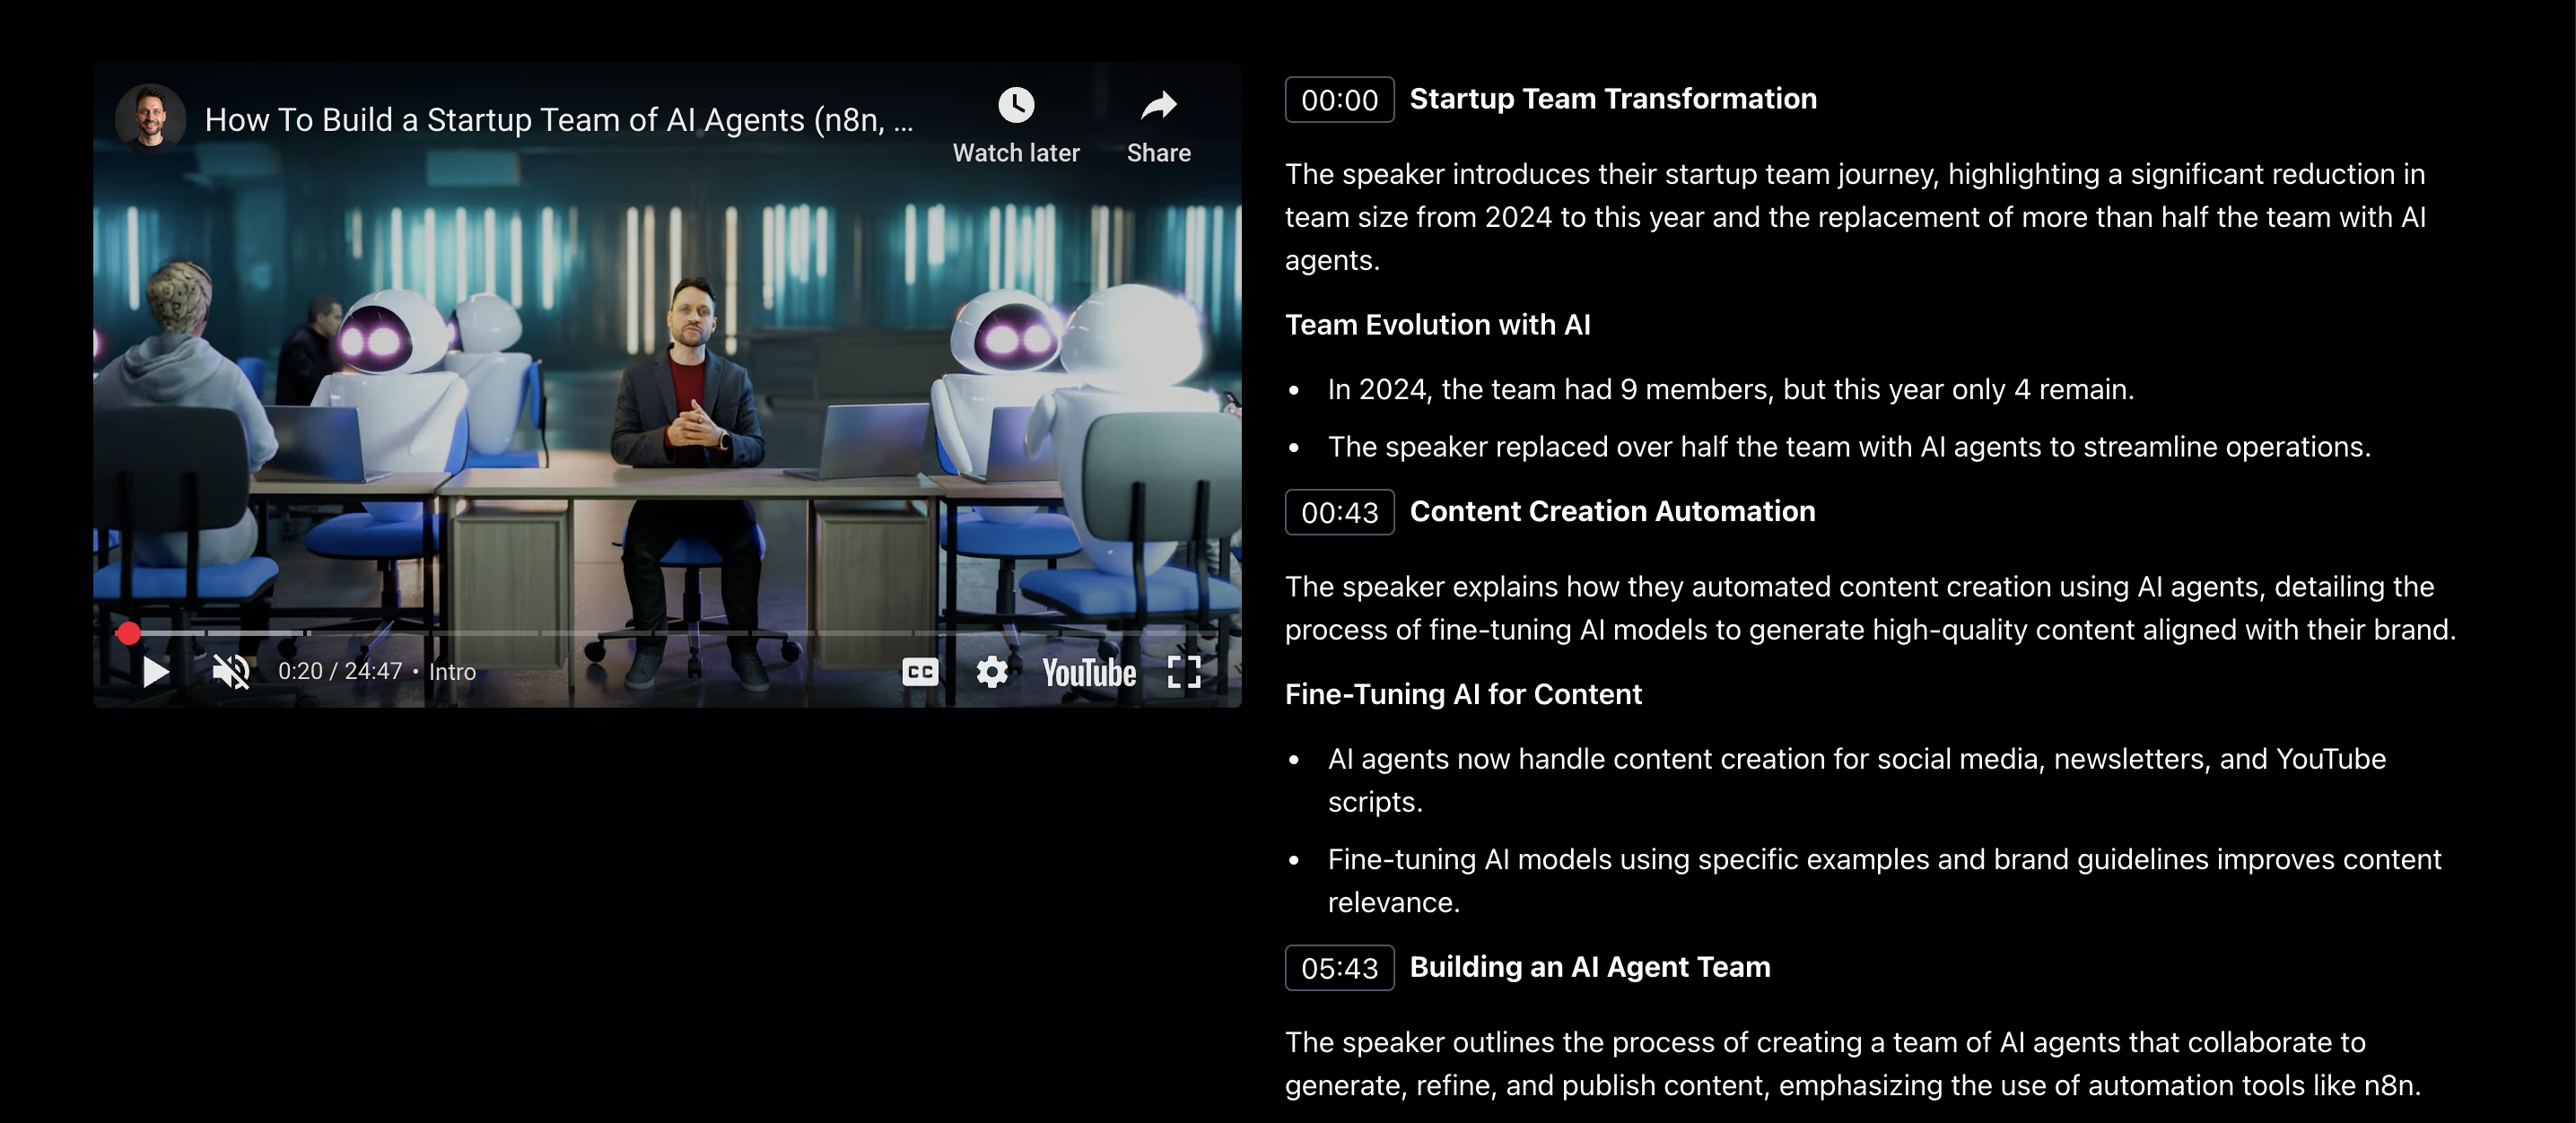 How To Build a Startup Team of AI Agents (n8n, ...
Watch later
Share
0:20 / 24:47 • Intro
CC
YouTube
00:00 Startup Team Transformation
The speaker introduces their startup team journey, highlighting a significant reduction in
team size from 2024 to this year and the replacement of more than half the team with AI
agents.
Team Evolution with AI
• In 2024, the team had 9 members, but this year only 4 remain.
• The speaker replaced over half the team with AI agents to streamline operations.
00:43 Content Creation Automation
The speaker explains how they automated content creation using AI agents, detailing the
process of fine-tuning AI models to generate high-quality content aligned with their brand.
Fine-Tuning AI for Content
• AI agents now handle content creation for social media, newsletters, and YouTube
scripts.
• Fine-tuning AI models using specific examples and brand guidelines improves content
relevance.
05:43 Building an AI Agent Team
The speaker outlines the process of creating a team of AI agents that collaborate to
generate, refine, and publish content, emphasizing the use of automation tools like n8n.